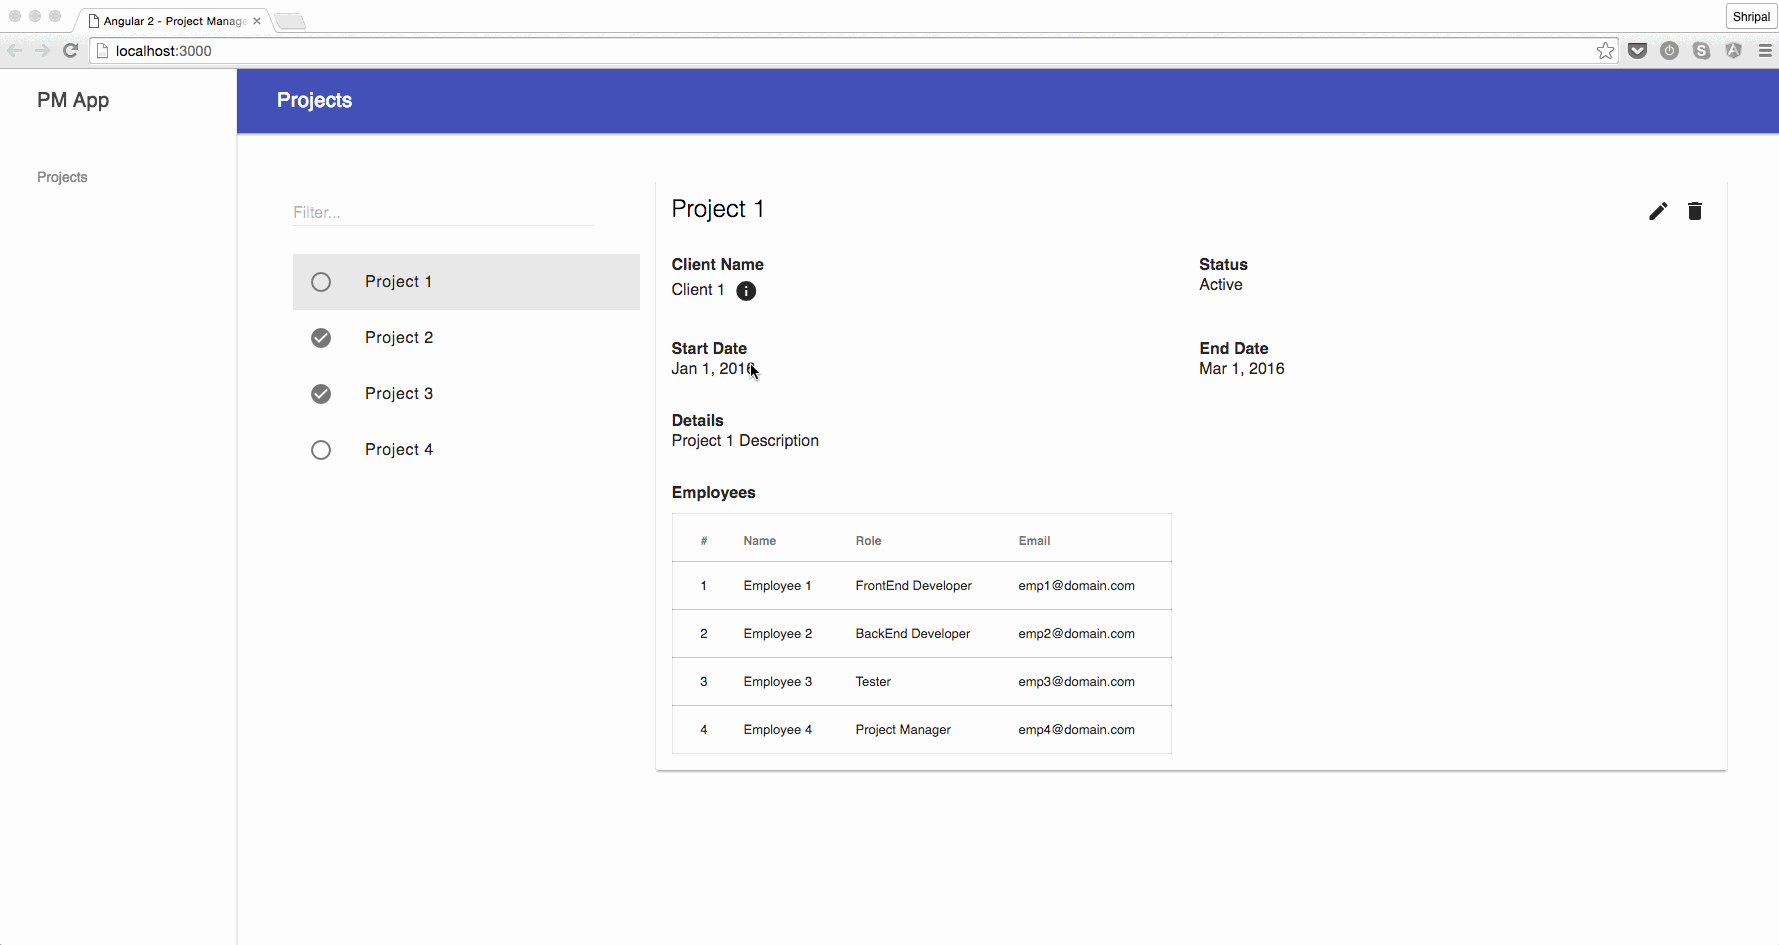 Angular 2 - Project Manage
Shripal
localhost:3000
PM App
Projects
Projects
Filter...
Project 1
Project 2
Project 3
Project 4
Project 1
Client Name
Client 1
Status
Active
Start Date
Jan 1, 2016
End Date
Mar 1, 2016
Details
Project 1 Description
Employees
# Name Role Email
1 Employee 1 FrontEnd Developer emp1@domain.com
2 Employee 2 BackEnd Developer emp2@domain.com
3 Employee 3 Tester emp3@domain.com
4 Employee 4 Project Manager emp4@domain.com